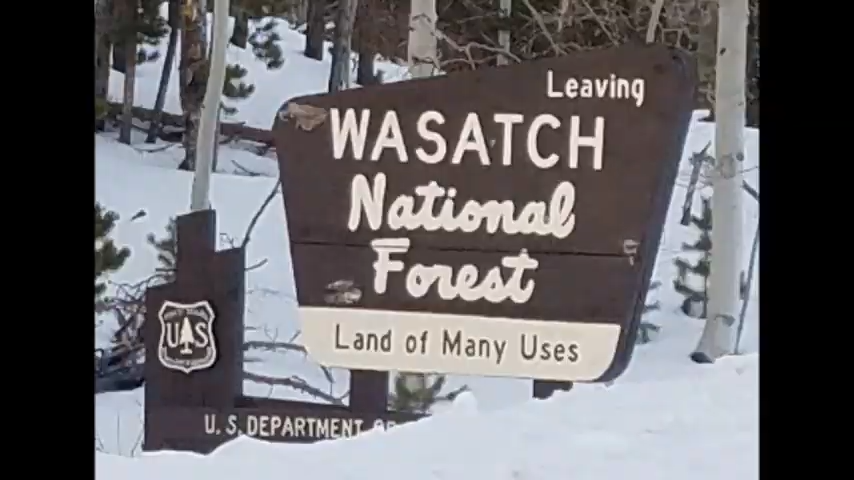 Leaving
WASATCH
National
Forest
Land of Many Uses
U S
U.S. DEPARTMENT